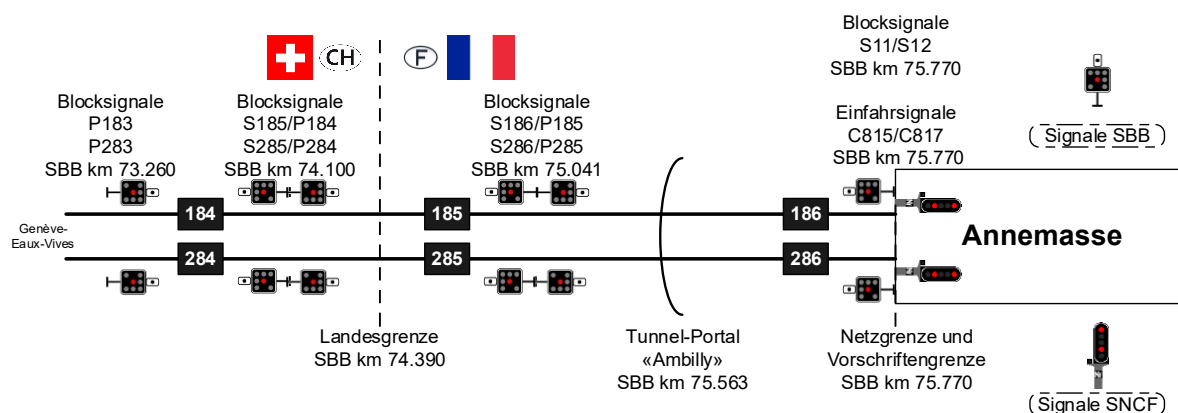 CH
F
Blocksignale
S11/S12
SBB km 75.770
Blocksignale
P183
P283
SBB km 73.260
Blocksignale
S185/P184
S285/P284
SBB km 74.100
Blocksignale
S186/P185
S286/P285
SBB km 75.041
Einfahrsignale
C815/C817
SBB km 75.770
Signale SBB
184
185
186
Genève-
Eaux-Vives
Annemasse
284
285
286
Landesgrenze
SBB km 74.390
Tunnel-Portal
«Ambilly»
SBB km 75.563
Netzgrenze und
Vorschriftengrenze
SBB km 75.770
Signale SNCF